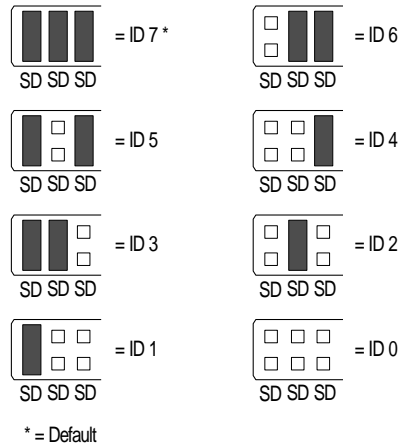 = ID 7 *
SD SD SD
= ID 6
SD SD SD
= ID 5
SD SD SD
= ID 4
SD SD SD
= ID 3
SD SD SD
= ID 2
SD SD SD
= ID 1
SD SD SD
= ID 0
SD SD SD
* = Default